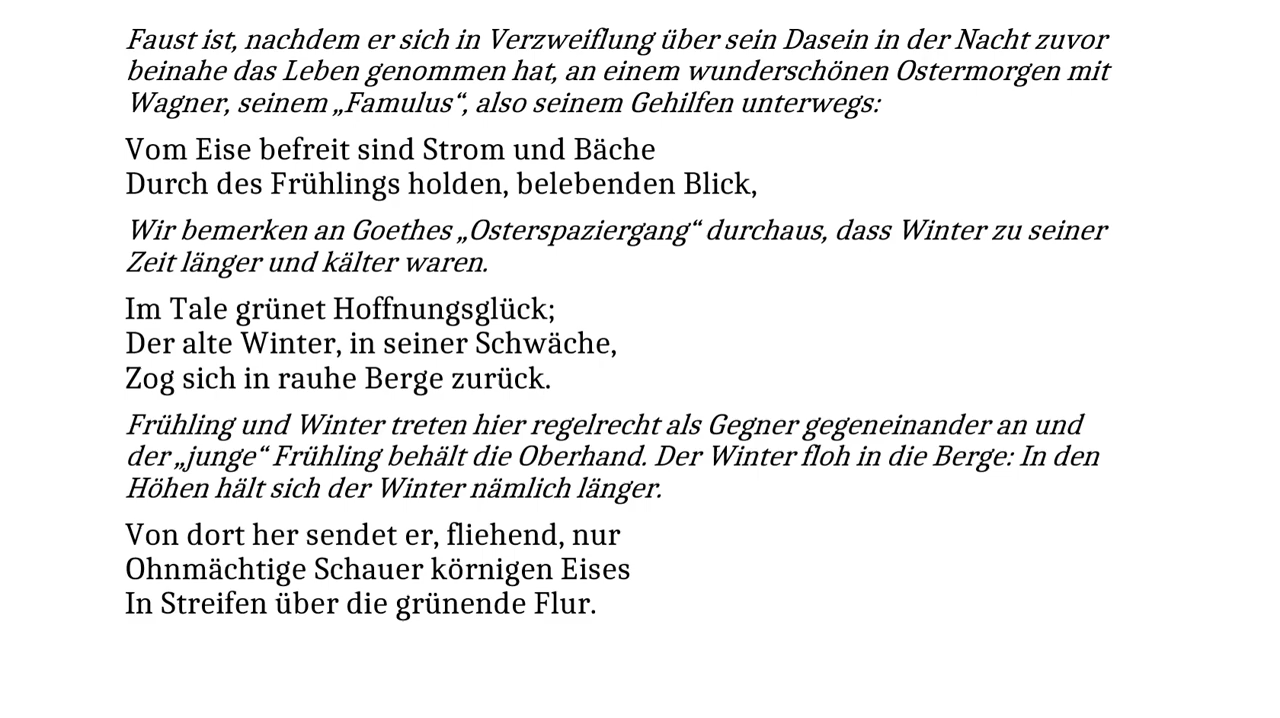 Faust ist, nachdem er sich in Verzweiflung über sein Dasein in der Nacht zuvor
beinahe das Leben genommen hat, an einem wunderschönen Ostermorgen mit
Wagner, seinem „Famulus“, also seinem Gehilfen unterwegs:
Vom Eise befreit sind Strom und Bäche
Durch des Frühlings holden, belebenden Blick,
Wir bemerken an Goethes „Osterspaziergang“ durchaus, dass Winter zu seiner
Zeit länger und kälter waren.
Im Tale grünet Hoffnungsglück;
Der alte Winter, in seiner Schwäche,
Zog sich in rauhe Berge zurück.
Frühling und Winter treten hier regelrecht als Gegner gegeneinander an und
der „junge“ Frühling behält die Oberhand. Der Winter floh in die Berge: In den
Höhen hält sich der Winter nämlich länger.
Von dort her sendet er, fliehend, nur
Ohnmächtige Schauer körnigen Eises
In Streifen über die grünende Flur.